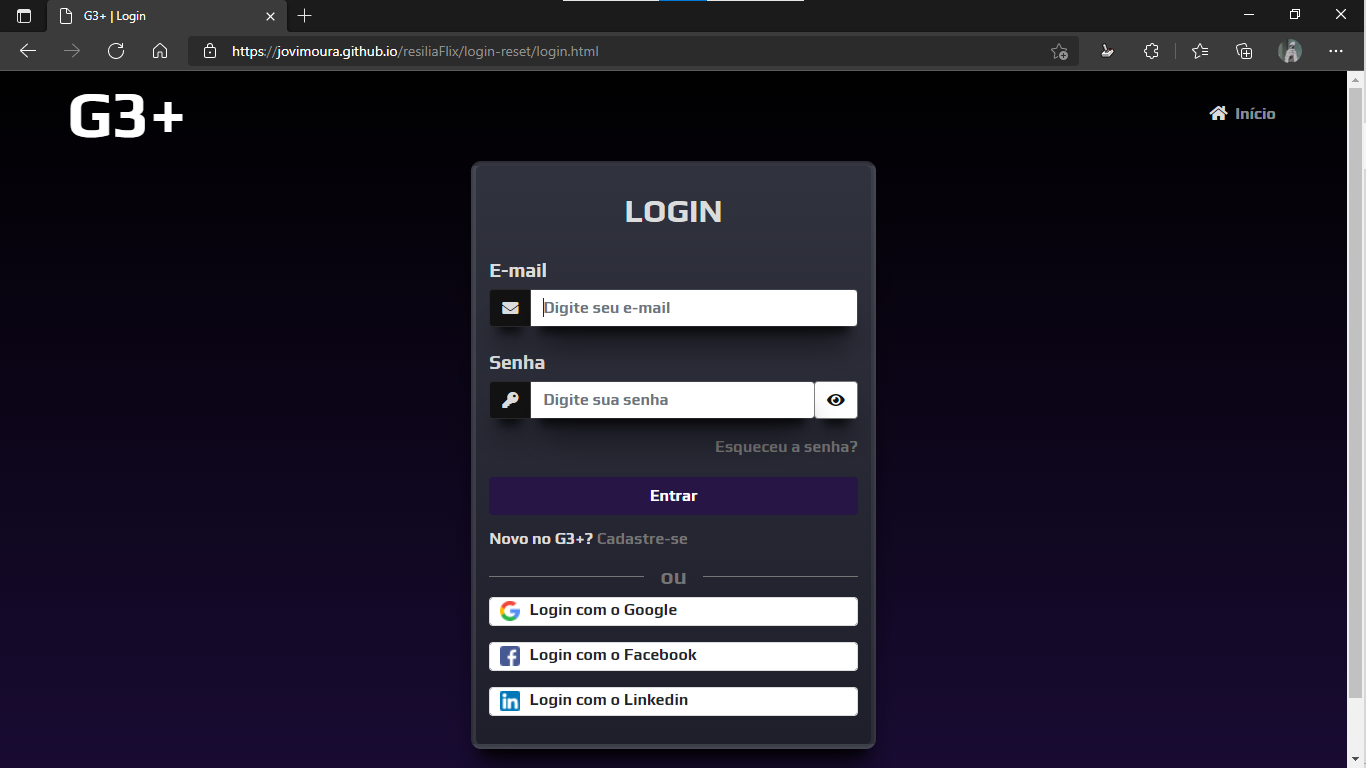 G3+ | Login
https://jovimoura.github.io/resiliaFlix/login-reset/login.html
G3+
Início
LOGIN
E-mail
Digite seu e-mail
Senha
Digite sua senha
Esqueceu a senha?
Entrar
Novo no G3+? Cadastre-se
ou
Login com o Google
Login com o Facebook
Login com o Linkedin